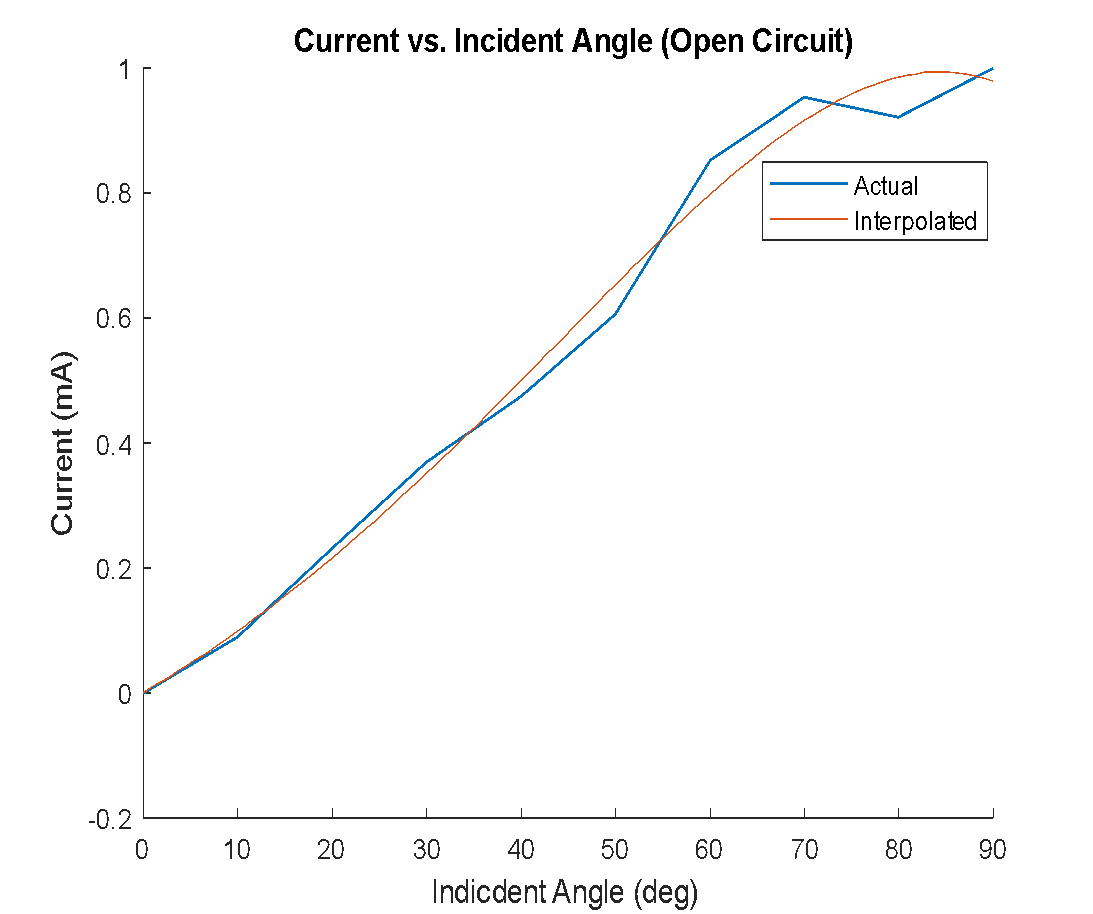 Current vs. Incident Angle (Open Circuit)
1
0.8
0.6
0.4
0.2
0
-0.2
Current (mA)
Actual
Interpolated
0 10 20 30 40 50 60 70 80 90
Indicdent Angle (deg)